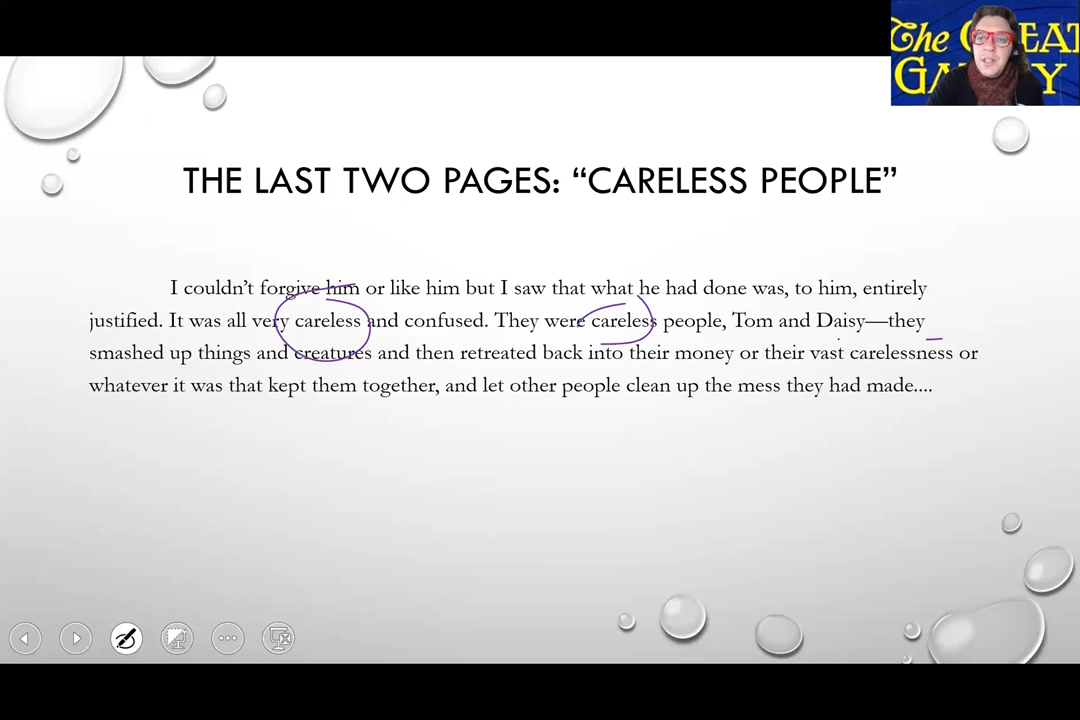 The GREAT
GATSBY
THE LAST TWO PAGES: “CARELESS PEOPLE”
I couldn’t forgive him or like him but I saw that what he had done was, to him, entirely
justified. It was all very careless and confused. They were careless people, Tom and Daisy—they
smashed up things and creatures and then retreated back into their money or their vast carelessness or
whatever it was that kept them together, and let other people clean up the mess they had made....